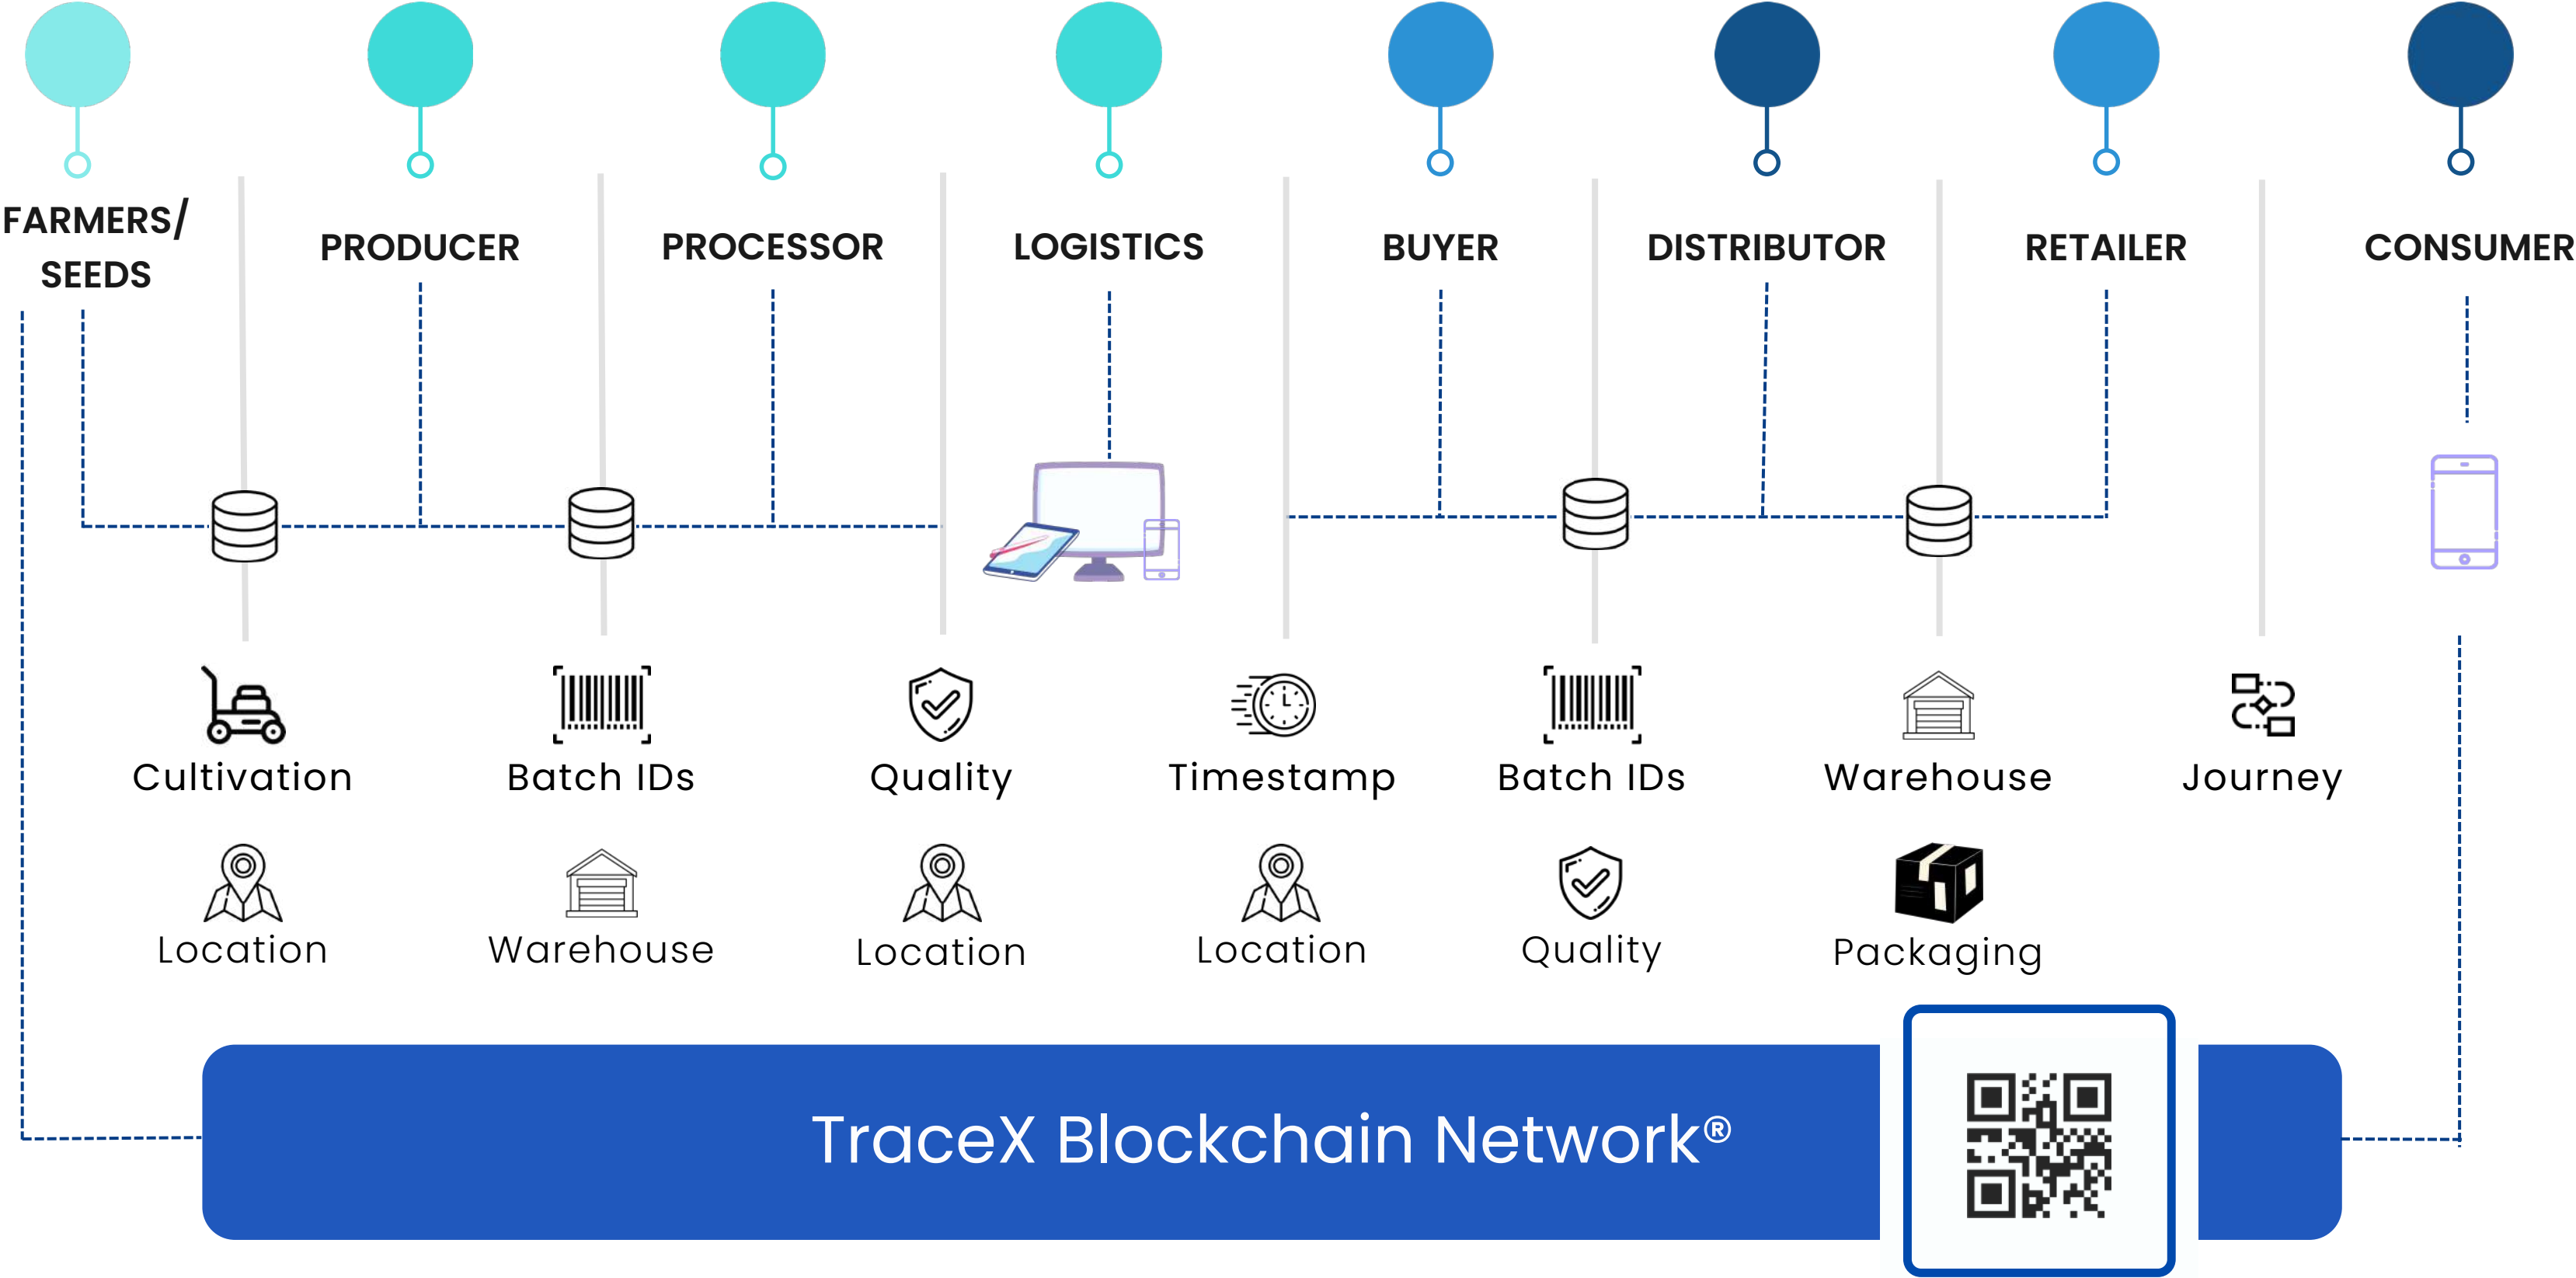 FARMERS/
SEEDS
PRODUCER
PROCESSOR
LOGISTICS
BUYER
DISTRIBUTOR
RETAILER
CONSUMER
Cultivation
Batch IDs
Quality
Timestamp
Batch IDs
Warehouse
Journey
Location
Warehouse
Location
Location
Quality
Packaging
TraceX Blockchain Network®